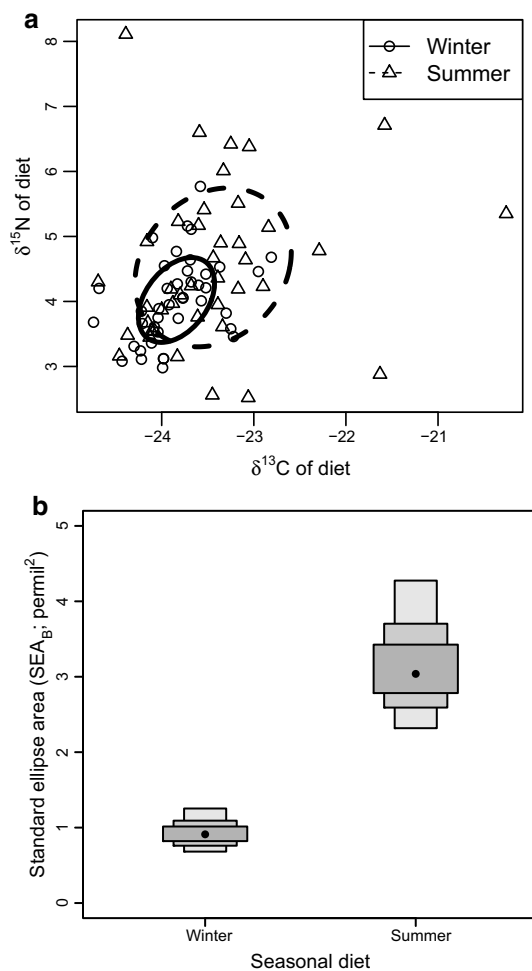 a
Winter
Summer
8
7
6
5
4
3
δ15N of diet
−24 −23 −22 −21
δ13C of diet
b
5
4
3
2
1
0
Standard ellipse area (SEAB; permil2)
Winter Summer
Seasonal diet